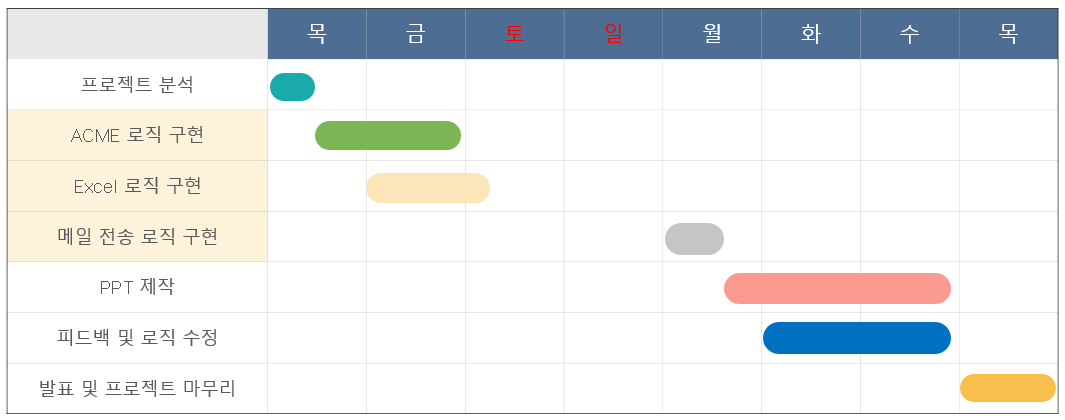 목 금 토 일 월 화 수 목
프로젝트 분석
ACME 로직 구현
Excel 로직 구현
메일 전송 로직 구현
PPT 제작
피드백 및 로직 수정
발표 및 프로젝트 마무리